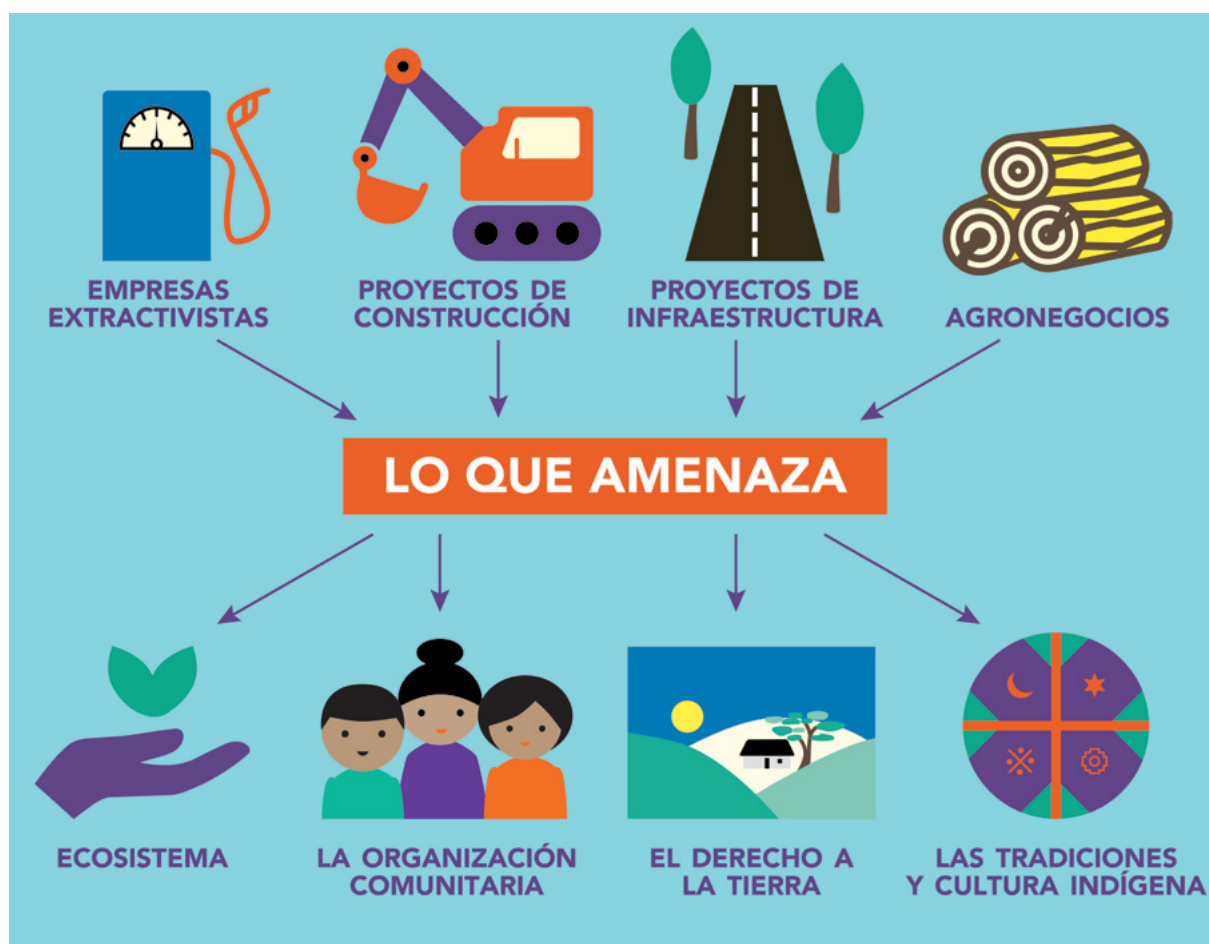 EMPRESAS
EXTRACTIVISTAS
PROYECTOS DE
CONSTRUCCIÓN
PROYECTOS DE
INFRAESTRUCTURA
AGRONEGOCIOS
LO QUE AMENAZA
ECOSISTEMA
LA ORGANIZACIÓN
COMUNITARIA
EL DERECHO A
LA TIERRA
LAS TRADICIONES
Y CULTURA INDÍGENA